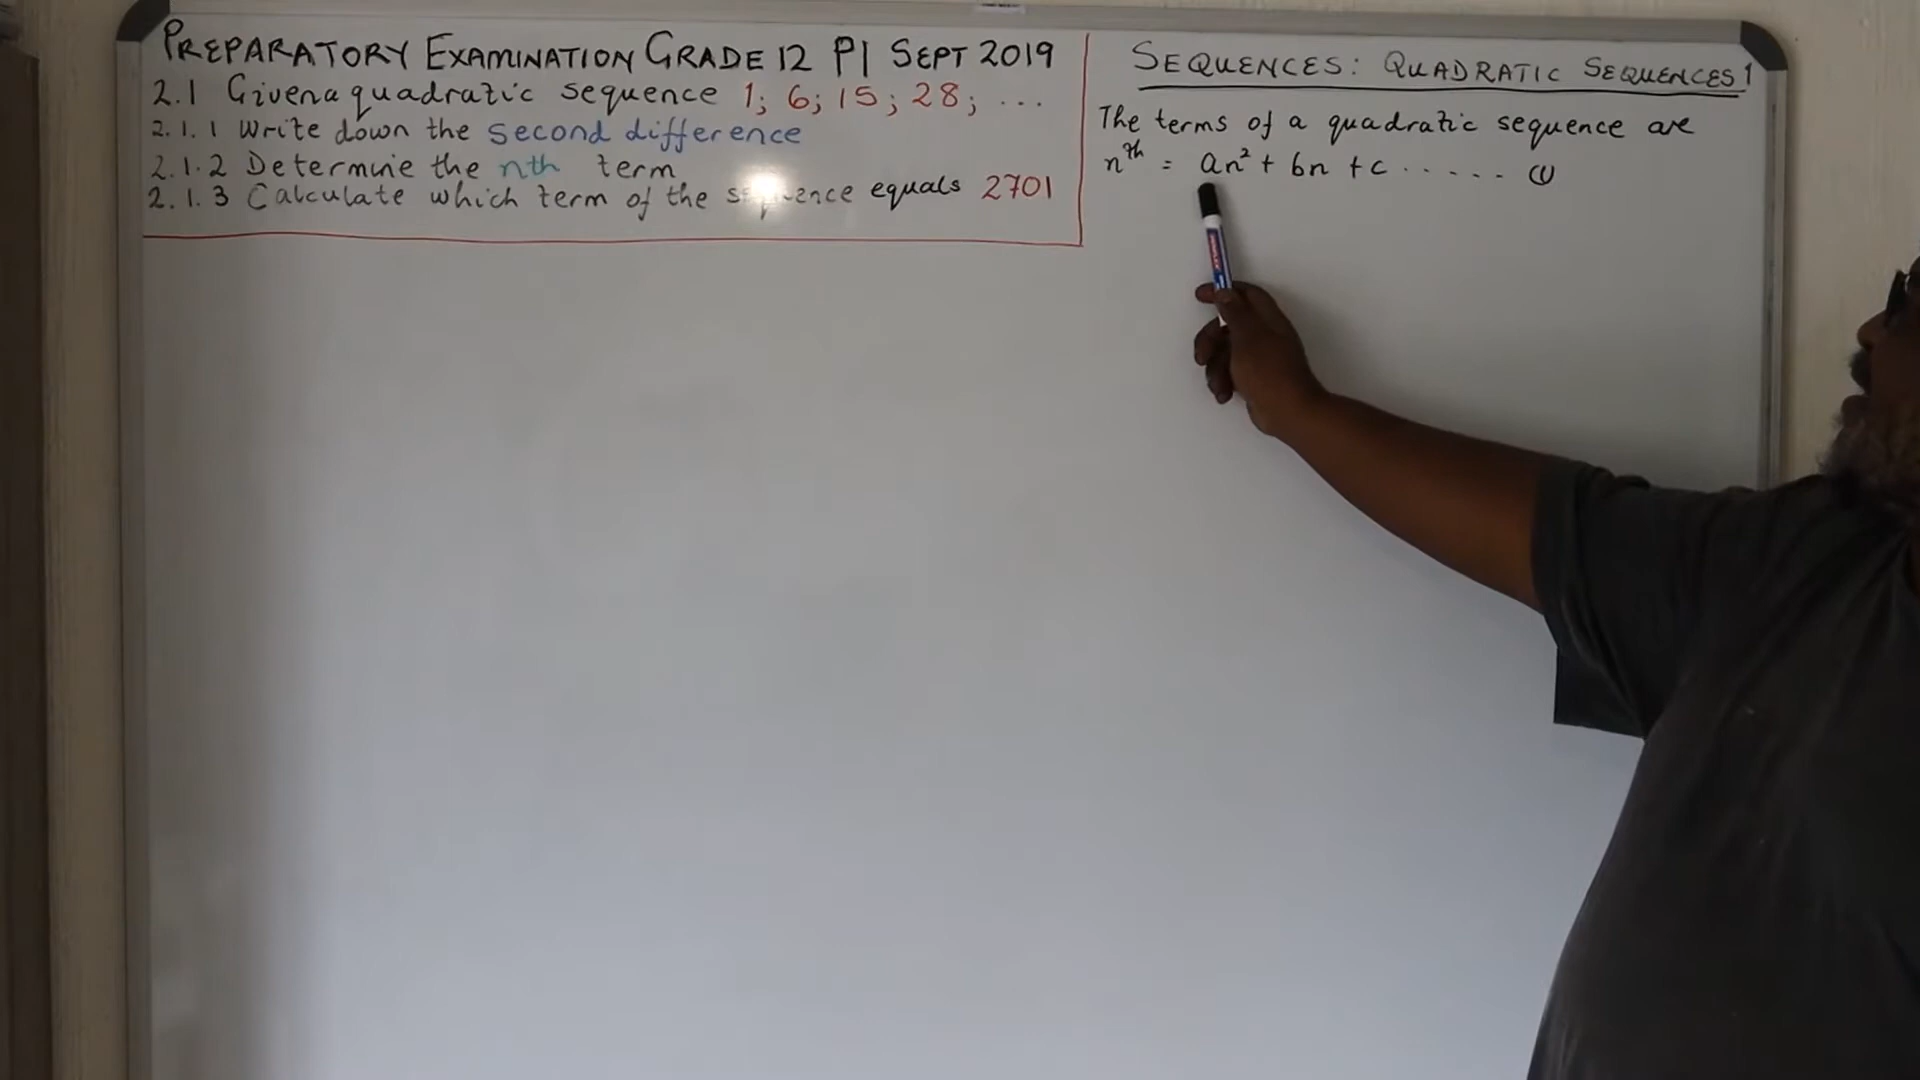 PREPARATORY EXAMINATION GRADE 12 P1 SEPT 2019
2.1 Given a quadratic sequence 1; 6; 15; 28; ...
2.1.1 Write down the second difference
2.1.2 Determine the nth term
2.1.3 Calculate which term of the sequence equals 2701
SEQUENCES: QUADRATIC SEQUENCES 1
The terms of a quadratic sequence are
nᵗʰ = an² + bn + c ..... (1)